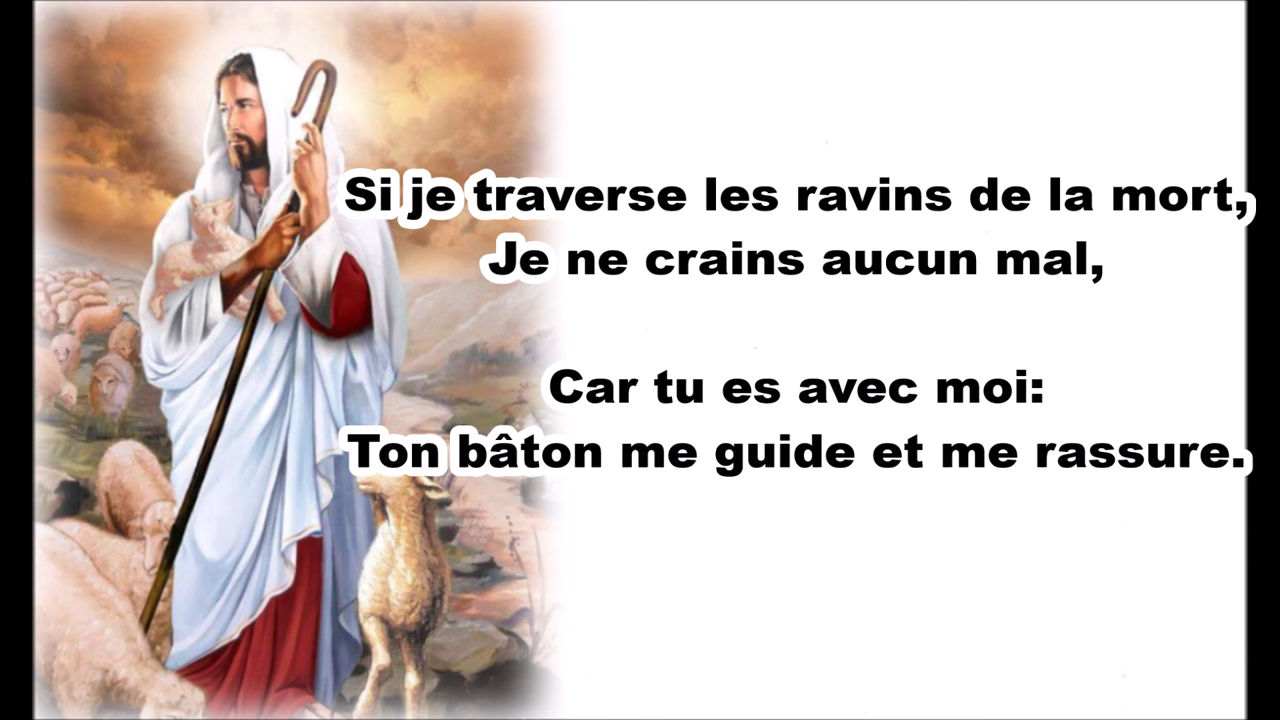 Si je traverse les ravins de la mort,
Je ne crains aucun mal,
Car tu es avec moi:
Ton bâton me guide et me rassure.